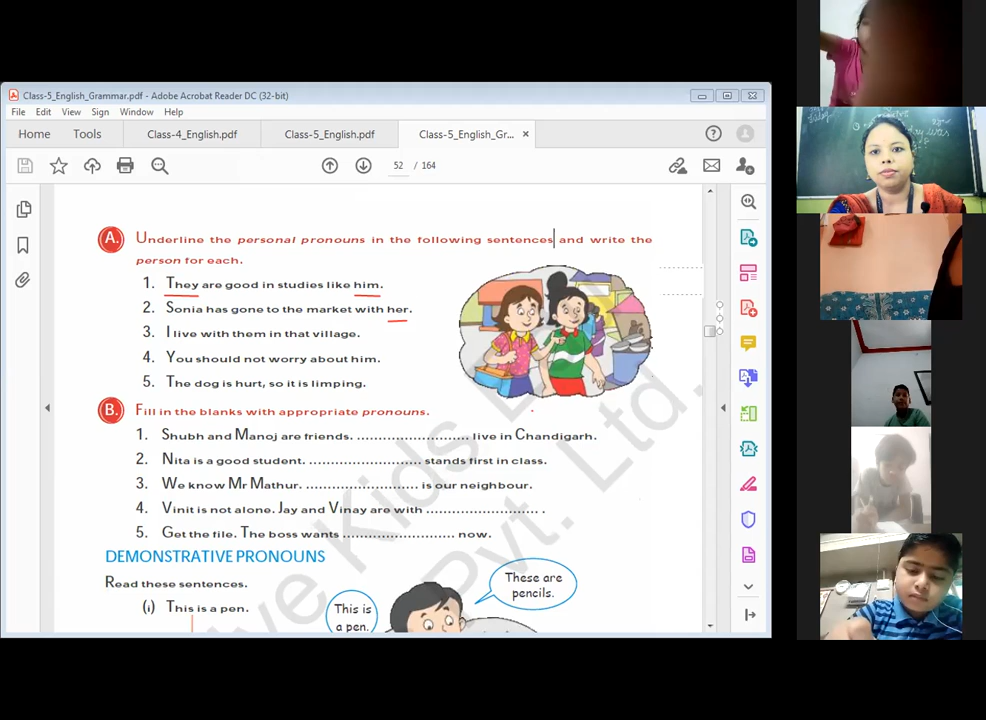 Class-5_English_Grammar.pdf - Adobe Acrobat Reader DC (32-bit)
File Edit View Sign Window Help
Home Tools Class-4_English.pdf Class-5_English.pdf Class-5_English_Gr... ×
52 / 164
A. Underline the personal pronouns in the following sentences and write the
person for each.
1. They are good in studies like him.
2. Sonia has gone to the market with her.
3. I live with them in that village.
4. You should not worry about him.
5. The dog is hurt, so it is limping.
B. Fill in the blanks with appropriate pronouns.
1. Shubh and Manoj are friends. ............................ live in Chandigarh.
2. Nita is a good student. ............................ stands first in class.
3. We know Mr Mathur. ............................ is our neighbour.
4. Vinit is not alone. Jay and Vinay are with ............................ .
5. Get the file. The boss wants ............................ now.
DEMONSTRATIVE PRONOUNS
Read these sentences.
(i) This is a pen.
This is
a pen.
These are
pencils.
Kids
Pvt. Ltd.